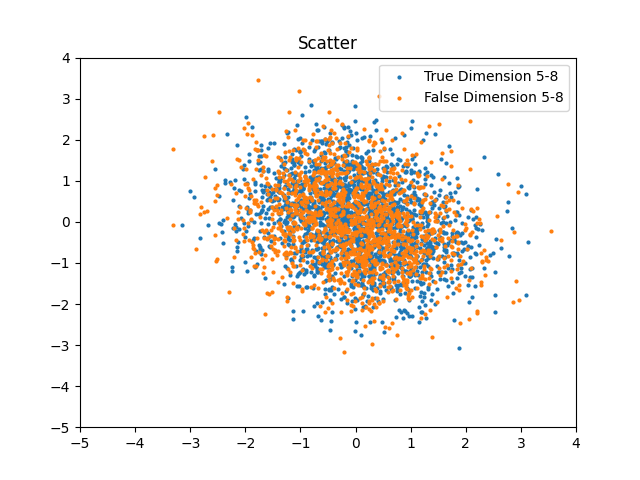 Scatter
True Dimension 5-8
False Dimension 5-8
4
3
2
1
0
−1
−2
−3
−4
−5
−5 −4 −3 −2 −1 0 1 2 3 4